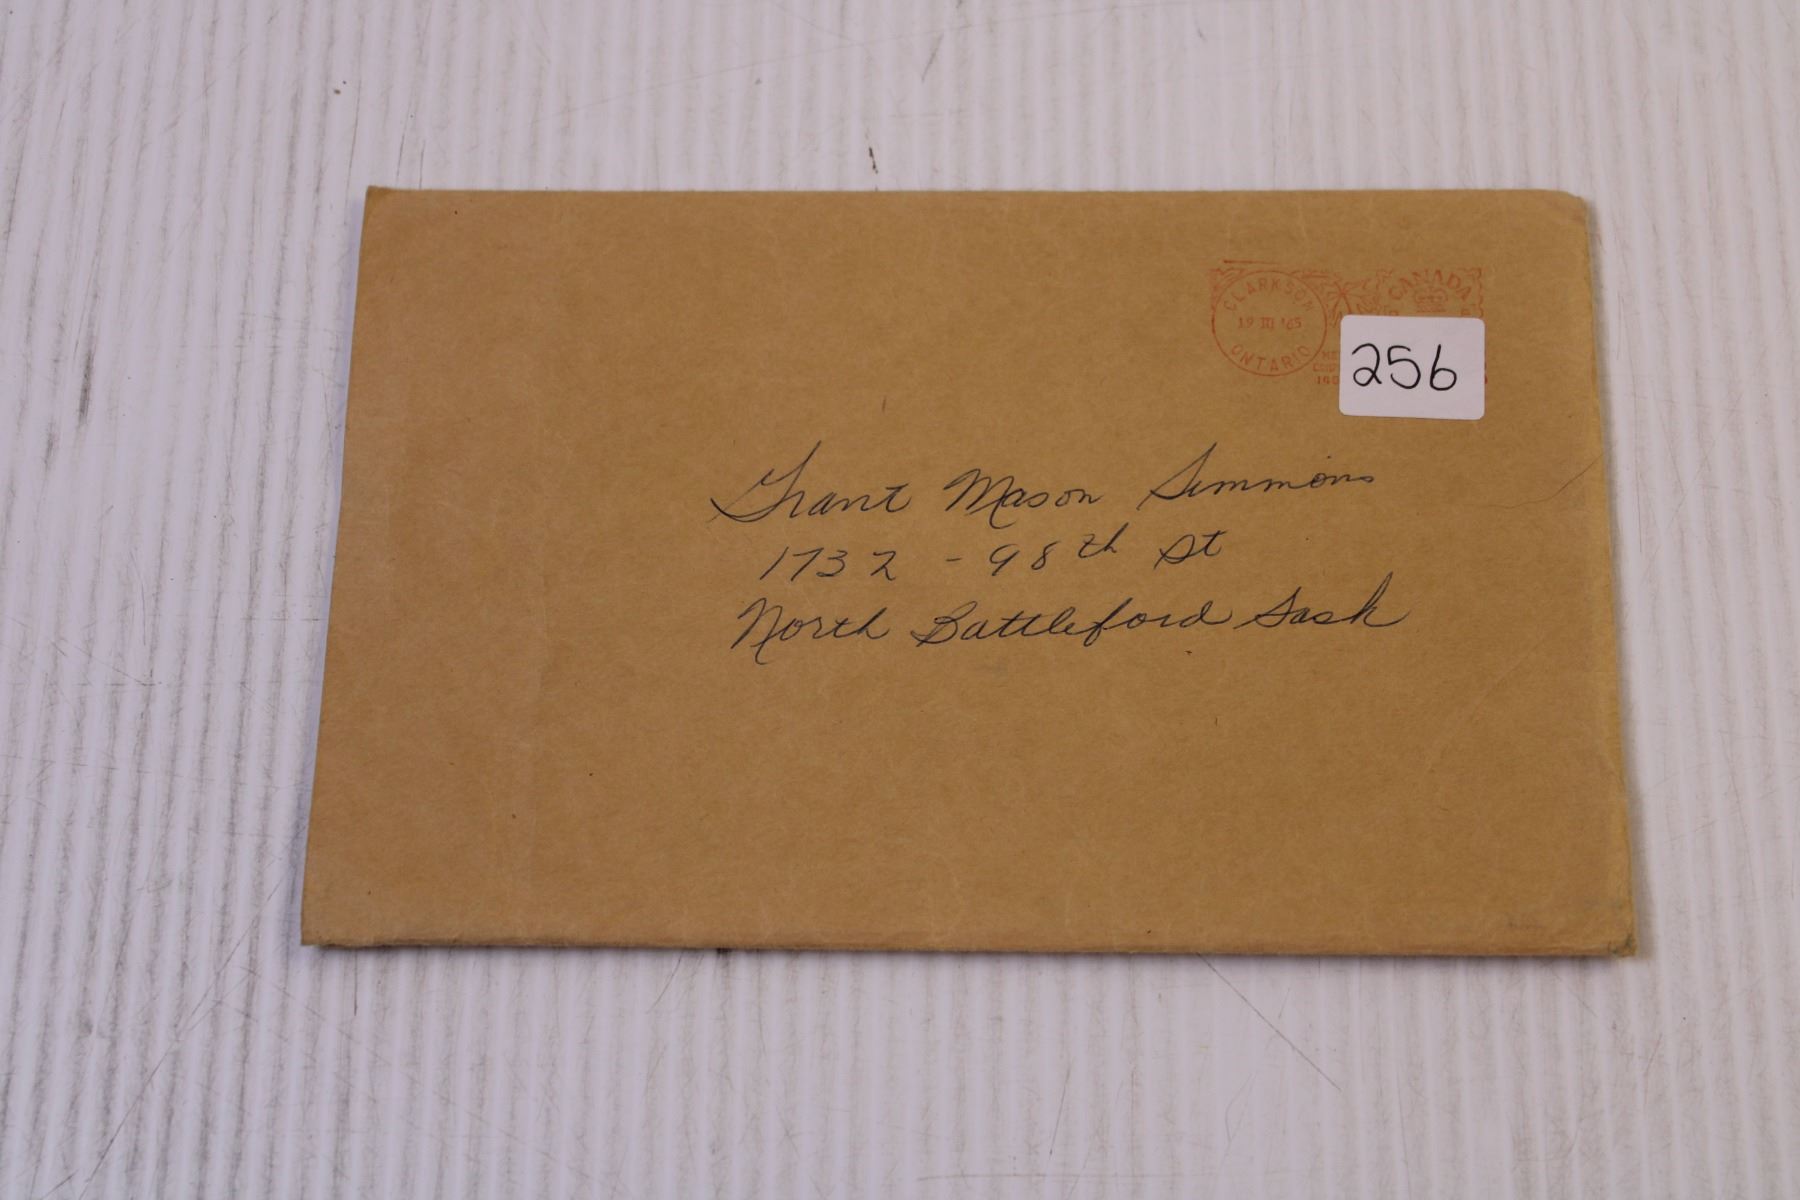 CLARKSON
19 III '65
ONTARIO
CANADA
256
Grant Mason Simmons
1732 - 98th St
North Battleford Sask